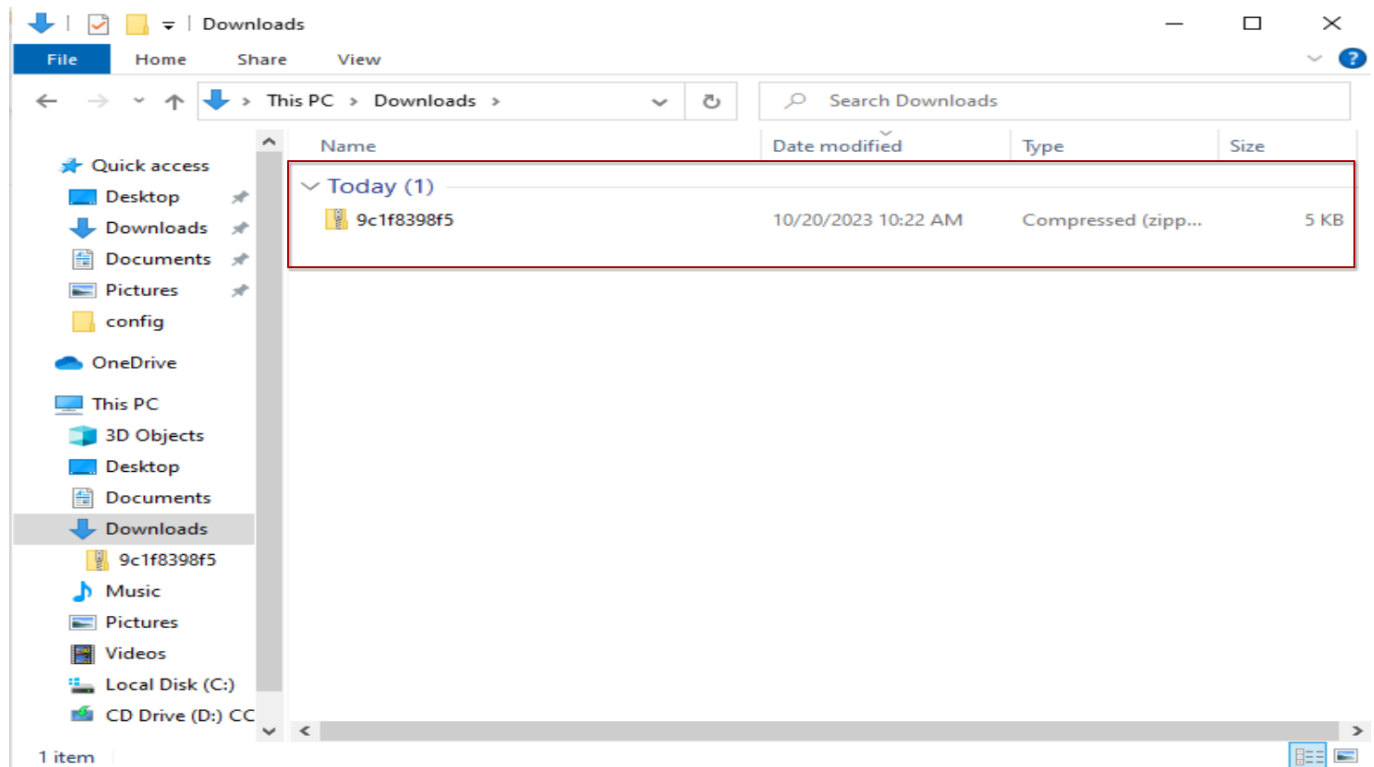 Downloads
File Home Share View
This PC > Downloads >
Search Downloads
Name Date modified Type Size
Quick access
Desktop
Downloads
Documents
Pictures
config
OneDrive
This PC
3D Objects
Desktop
Documents
Downloads
9c1f8398f5
Music
Pictures
Videos
Local Disk (C:)
CD Drive (D:) CC
Today (1)
9c1f8398f5 10/20/2023 10:22 AM Compressed (zipp... 5 KB
1 item